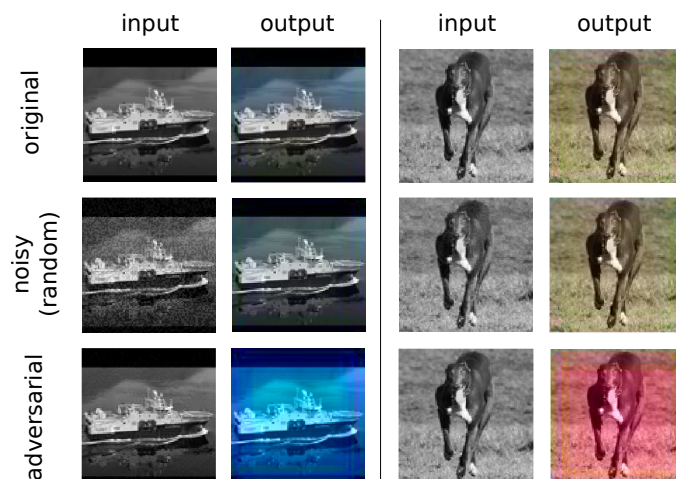 input output input output
original
noisy
(random)
adversarial